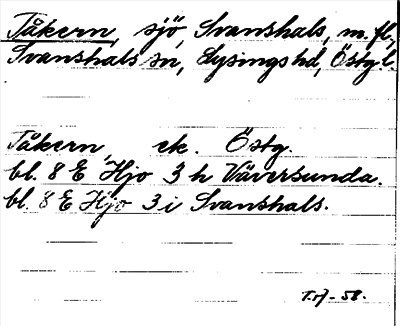 Tåkern, sjö, Svanshals, m. fl.,
Svanshals sn, Lysings hd, Östg. l.
Tåkern, ek. Östg.
bl. 8 E Hjo 3 h Väversunda.
bl. 8 E Hjo 3 i Svanshals.
58.